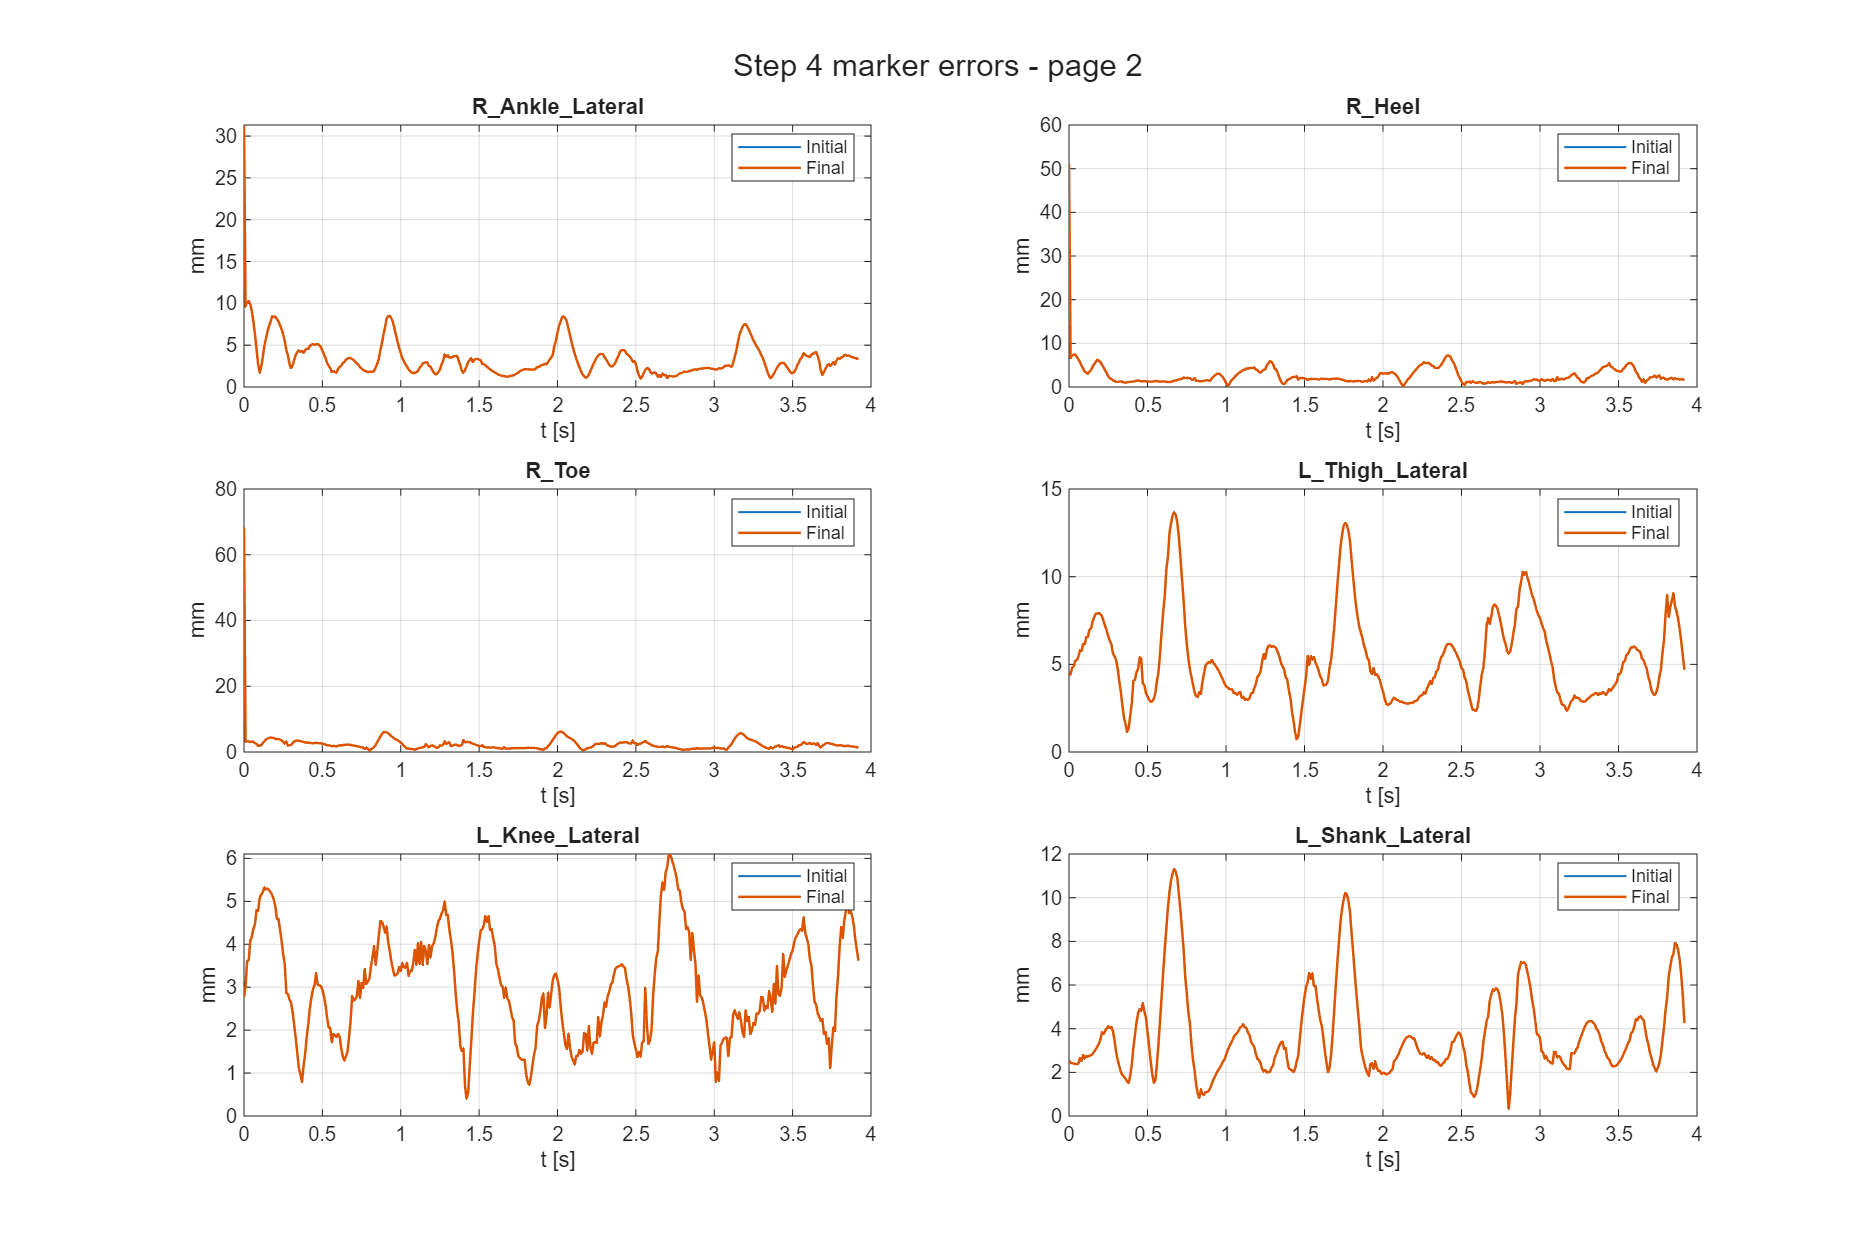 Step 4 marker errors - page 2
R_Ankle_Lateral
30
25
20
15
10
5
0
mm
0 0.5 1 1.5 2 2.5 3 3.5 4
t [s]
Initial
Final
R_Heel
60
50
40
30
20
10
0
mm
0 0.5 1 1.5 2 2.5 3 3.5 4
t [s]
Initial
Final
R_Toe
80
60
40
20
0
mm
0 0.5 1 1.5 2 2.5 3 3.5 4
t [s]
Initial
Final
L_Thigh_Lateral
15
10
5
0
mm
0 0.5 1 1.5 2 2.5 3 3.5 4
t [s]
Initial
Final
L_Knee_Lateral
6
5
4
3
2
1
0
mm
0 0.5 1 1.5 2 2.5 3 3.5 4
t [s]
Initial
Final
L_Shank_Lateral
12
10
8
6
4
2
0
mm
0 0.5 1 1.5 2 2.5 3 3.5 4
t [s]
Initial
Final